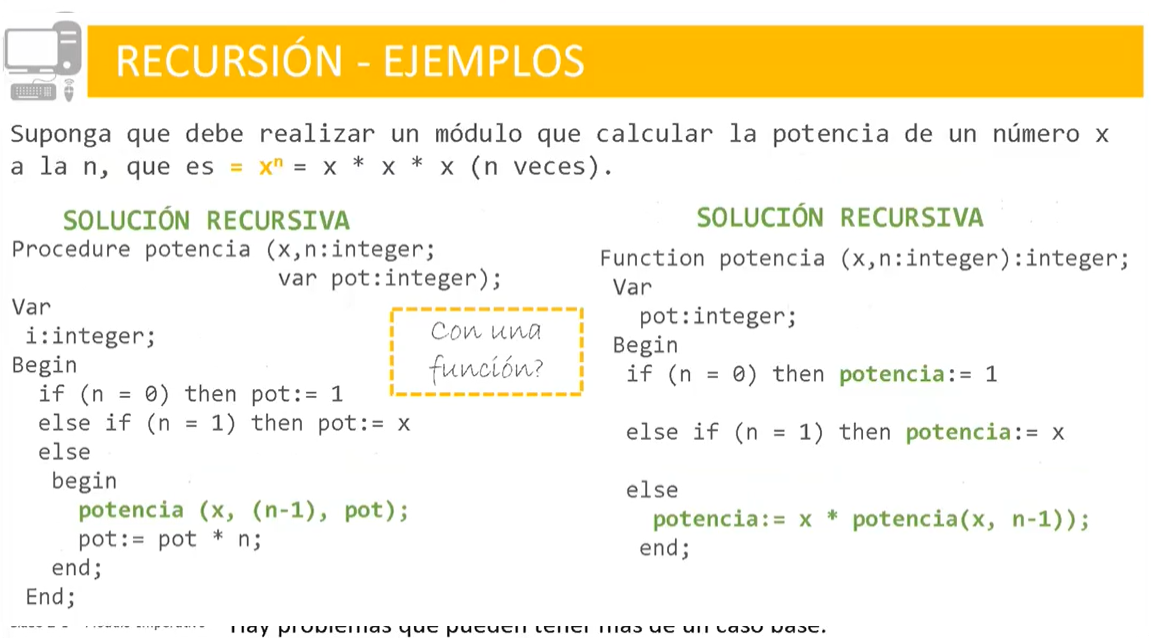 RECURSIÓN - EJEMPLOS
Suponga que debe realizar un módulo que calcular la potencia de un número x
a la n, que es = xⁿ = x * x * x (n veces).
SOLUCIÓN RECURSIVA
Procedure potencia (x,n:integer;
var pot:integer);
Var
i:integer;
Begin
if (n = 0) then pot:= 1
else if (n = 1) then pot:= x
else
begin
potencia (x, (n-1), pot);
pot:= pot * n;
end;
End;
Con una
función?
SOLUCIÓN RECURSIVA
Function potencia (x,n:integer):integer;
Var
pot:integer;
Begin
if (n = 0) then potencia:= 1
else if (n = 1) then potencia:= x
else
potencia:= x * potencia(x, n-1));
end;
Hay problemas que pueden tener más de un caso base.